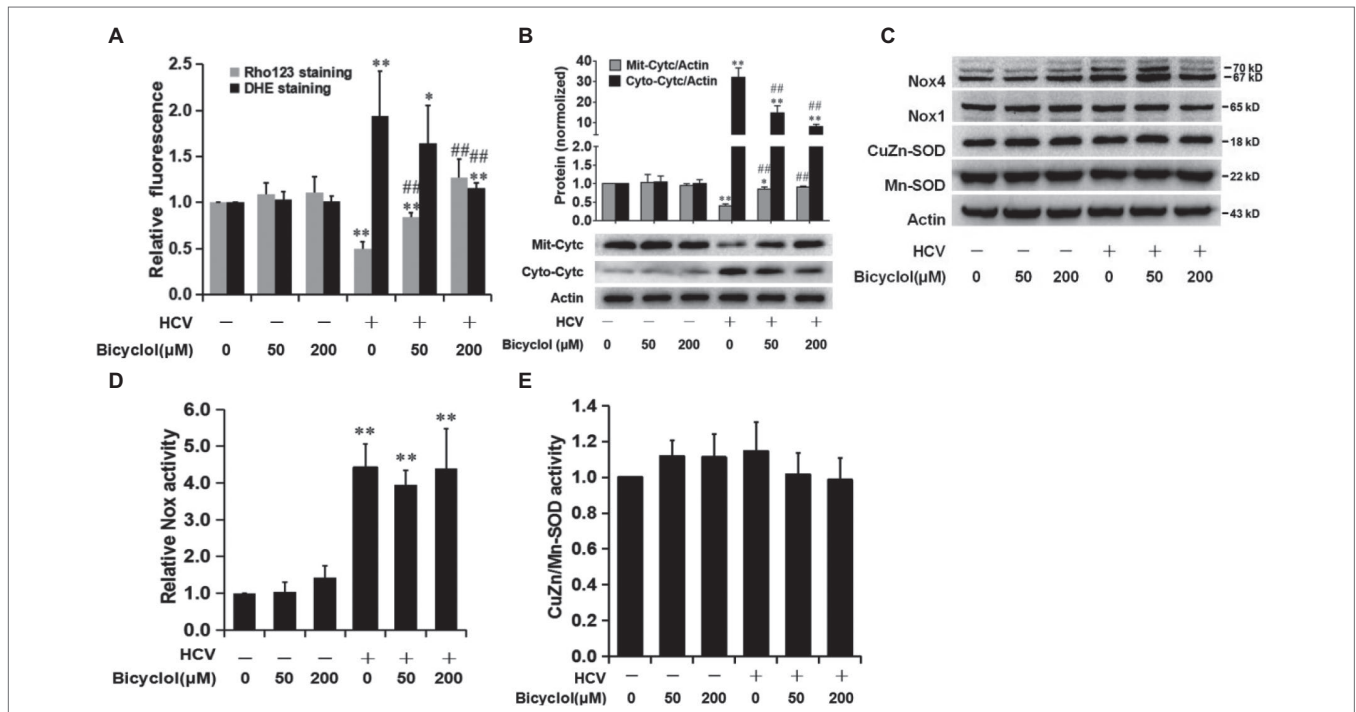 A
Rho123 staining
DHE staining
Relative fluorescence
2.5
2.0
1.5
1.0
0.5
0.0
**
**
##
**
*
##
##
**
HCV − − − + + +
Bicyclol(μM) 0 50 200 0 50 200
B
Mit-Cytc/Actin
Cyto-Cytc/Actin
Protein (normolized)
40.0
30.0
20.0
10.0
2.0
1.5
1.0
0.5
0.0
**
**
##
*
##
**
##
##
**
Mit-Cytc
Cyto-Cytc
Actin
HCV − − − + + +
Bicyclol (μM) 0 50 200 0 50 200
C
Nox4
70 kD
67 kD
Nox1
65 kD
CuZn-SOD
18 kD
Mn-SOD
22 kD
Actin
43 kD
HCV − − − + + +
Bicyclol(μM) 0 50 200 0 50 200
D
Relative Nox activity
6.0
5.0
4.0
3.0
2.0
1.0
0.0
**
**
**
HCV − − − + + +
Bicyclol(μM) 0 50 200 0 50 200
E
CuZn/Mn-SOD activity
1.4
1.2
1.0
0.8
0.6
0.4
0.2
0.0
HCV − − − + + +
Bicyclol(μM) 0 50 200 0 50 200